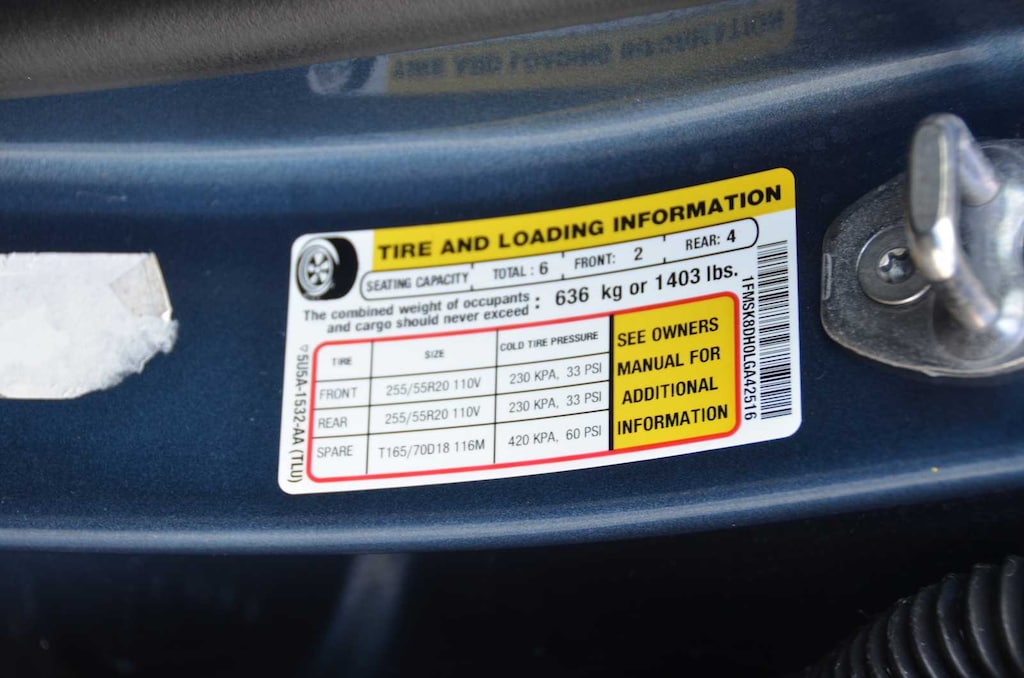 TIRE AND LOADING INFORMATION
SEATING CAPACITY TOTAL : 6 FRONT: 2 REAR: 4
The combined weight of occupants and cargo should never exceed : 636 kg or 1403 lbs.
TIRE SIZE COLD TIRE PRESSURE
FRONT 255/55R20 110V 230 KPA, 33 PSI
REAR 255/55R20 110V 230 KPA, 33 PSI
SPARE T165/70D18 116M 420 KPA, 60 PSI
SEE OWNERS
MANUAL FOR
ADDITIONAL
INFORMATION
5U5A-1532-AA (TLU)
1FMSK8DH0LGA42516